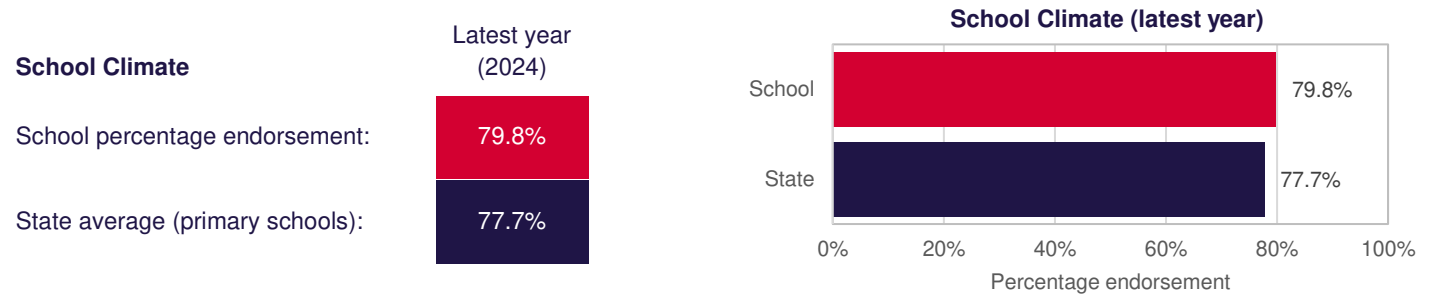 School Climate
Latest year
(2024)
School percentage endorsement:
79.8%
State average (primary schools):
77.7%
School Climate (latest year)
School
79.8%
State
77.7%
0% 20% 40% 60% 80% 100%
Percentage endorsement